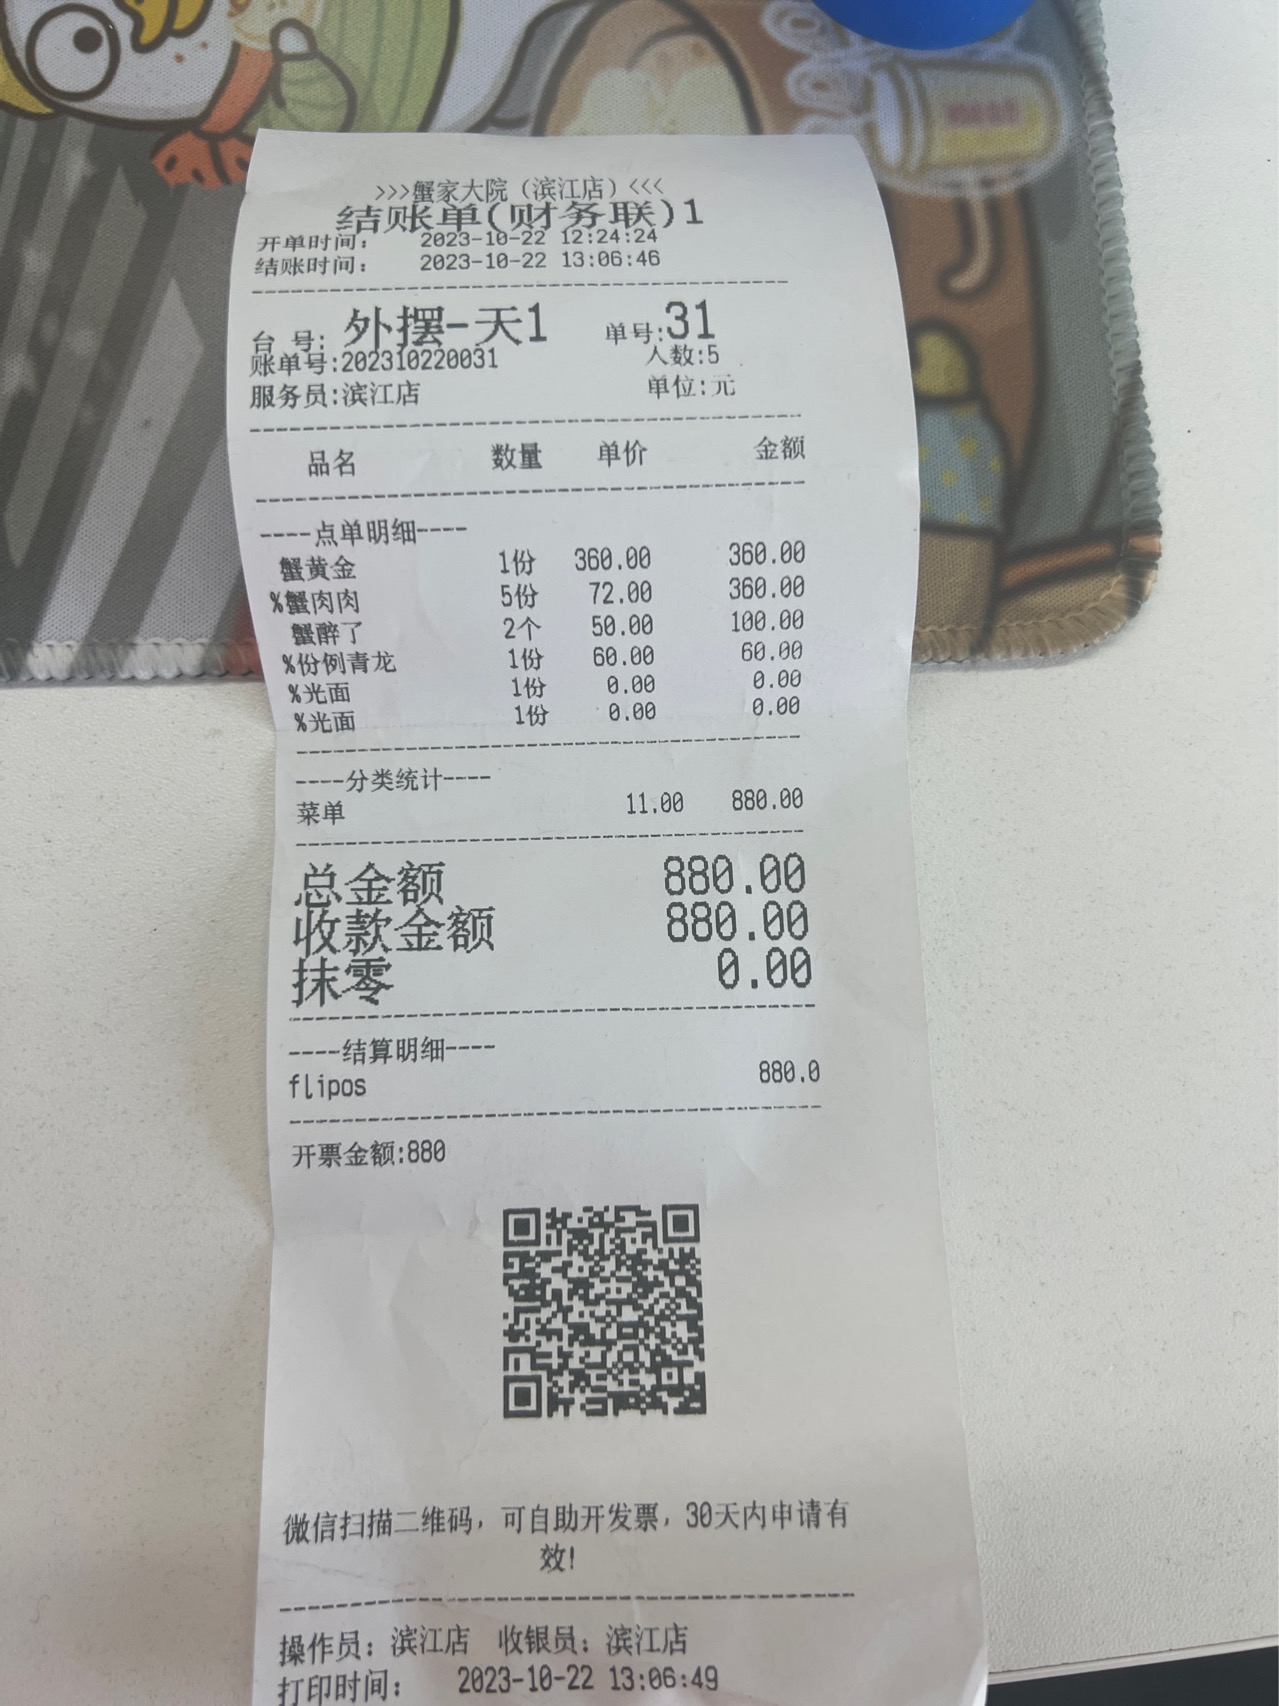 >>>蟹家大院（滨江店）<<<
结账单(财务联)1
开单时间： 2023-10-22 12:24:24
结账时间： 2023-10-22 13:06:46
台 号: 外摆-天1 单号:31
账单号:202310220031 人数:5
服务员:滨江店 单位:元
品名 数量 单价 金额
----点单明细----
蟹黄金 1份 360.00 360.00
%蟹肉肉 5份 72.00 360.00
蟹醉了 2个 50.00 100.00
%份例青龙 1份 60.00 60.00
%光面 1份 0.00 0.00
%光面 1份 0.00 0.00
----分类统计----
菜单 11.00 880.00
总金额 880.00
收款金额 880.00
抹零 0.00
----结算明细----
flipos 880.0
开票金额:880
微信扫描二维码，可自助开发票，30天内申请有
效!
操作员：滨江店 收银员：滨江店
打印时间： 2023-10-22 13:06:49